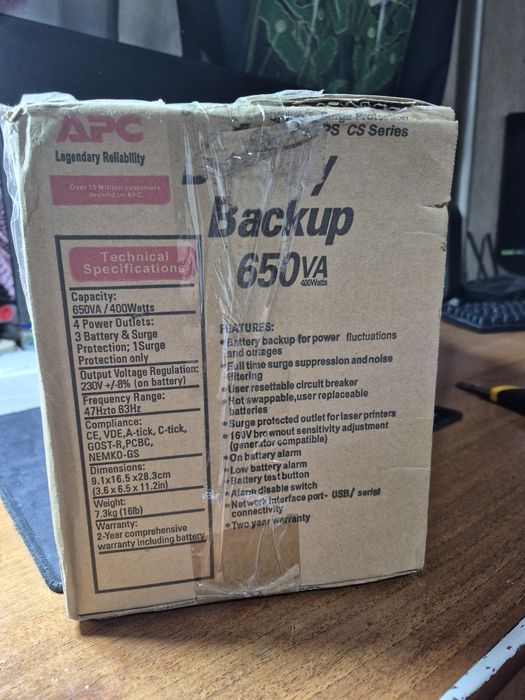 APC
Legendary Reliability
Over 15 Million customers
depend on APC.
Protection
CS Series
Backup
650VA
400Watts
Technical
Specifications
Capacity:
650VA / 400Watts
4 Power Outlets:
3 Battery & Surge
Protection; 1Surge
Protection only
Output Voltage Regulation:
230V +/-8% (on battery)
Frequency Range:
47Hzto 63Hz
Compliance:
CE, VDE, A-tick, C-tick,
GOST-R, PCBC,
NEMKO-GS
Dimensions:
9.1x16.5 x28.3cm
(3.6 x 6.5 x 11.2in)
Weight:
7.3kg (16lb)
Warranty:
2-Year comprehensive
warranty including battery
FEATURES:
• Battery backup for power fluctuations
and outages
• Full time surge suppression and noise
filtering
• User resettable circuit breaker
• Hot swappable, user replaceable
batteries
• Surge protected outlet for laser printers
• 160V brownout sensitivity adjustment
(generator compatible)
• On battery alarm
• Low battery alarm
• Battery test button
• Alarm disable switch
• Network interface port- USB/ serial
connectivity
• Two year warranty